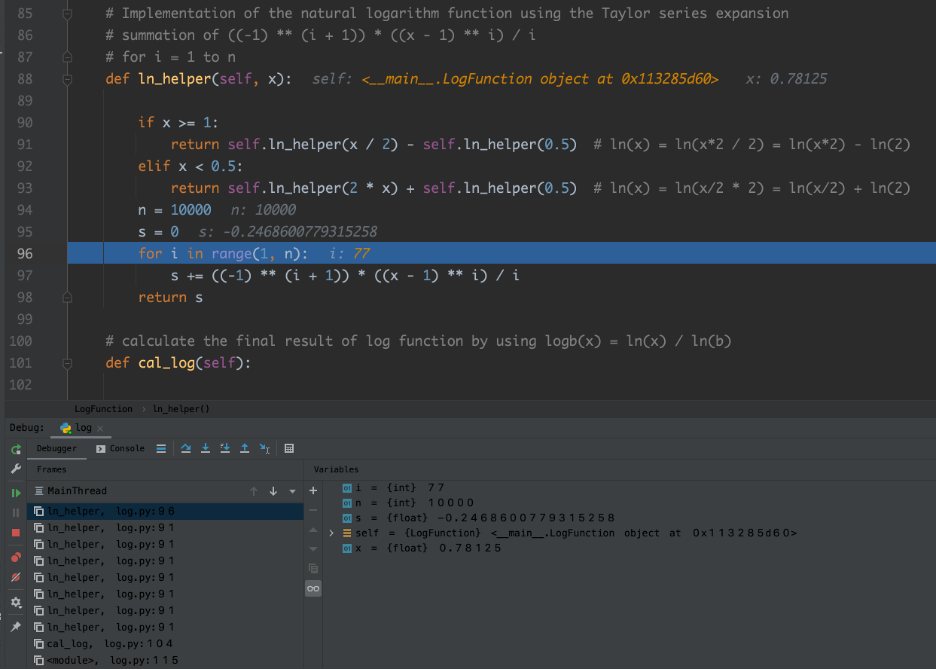 85 # Implementation of the natural logarithm function using the Taylor series expansion
86 # summation of ((-1) ** (i + 1)) * ((x - 1) ** i) / i
87 # for i = 1 to n
88 def ln_helper(self, x): self: <__main__.LogFunction object at 0x113285d60> x: 0.78125
89
90 if x >= 1:
91 return self.ln_helper(x / 2) - self.ln_helper(0.5) # ln(x) = ln(x*2 / 2) = ln(x*2) - ln(2)
92 elif x < 0.5:
93 return self.ln_helper(2 * x) + self.ln_helper(0.5) # ln(x) = ln(x/2 * 2) = ln(x/2) + ln(2)
94 n = 10000 n: 10000
95 s = 0 s: -0.2468600779315258
96 for i in range(1, n): i: 77
97 s += ((-1) ** (i + 1)) * ((x - 1) ** i) / i
98 return s
99
100 # calculate the final result of log function by using logb(x) = ln(x) / ln(b)
101 def cal_log(self):
102
LogFunction › ln_helper()
Debug: log ×
Debugger Console
Frames
MainThread
ln_helper, log.py:96
ln_helper, log.py:91
ln_helper, log.py:91
ln_helper, log.py:91
ln_helper, log.py:91
ln_helper, log.py:91
ln_helper, log.py:91
ln_helper, log.py:91
cal_log, log.py:104
<module>, log.py:115
Variables
i = {int} 77
n = {int} 10000
s = {float} -0.2468600779315258
self = {LogFunction} <__main__.LogFunction object at 0x113285d60>
x = {float} 0.78125